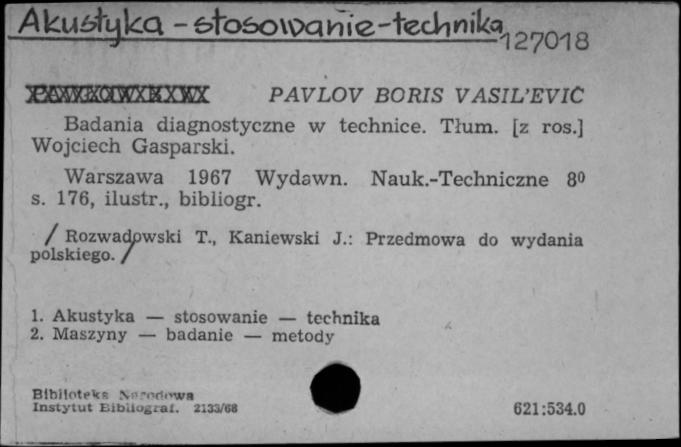 Akustyka - stosowanie - technika
127018
PAVLOV BORIS VASIL'EVIČ
Badania diagnostyczne w technice. Tłum. [z ros.]
Wojciech Gasparski.
Warszawa 1967 Wydawn. Nauk.-Techniczne 8⁰
s. 176, ilustr., bibliogr.
/ Rozwadowski T., Kaniewski J.: Przedmowa do wydania
polskiego. /
1. Akustyka — stosowanie — technika
2. Maszyny — badanie — metody
Biblioteka Narodowa
Instytut Bibliograf. 2133/68
621:534.0